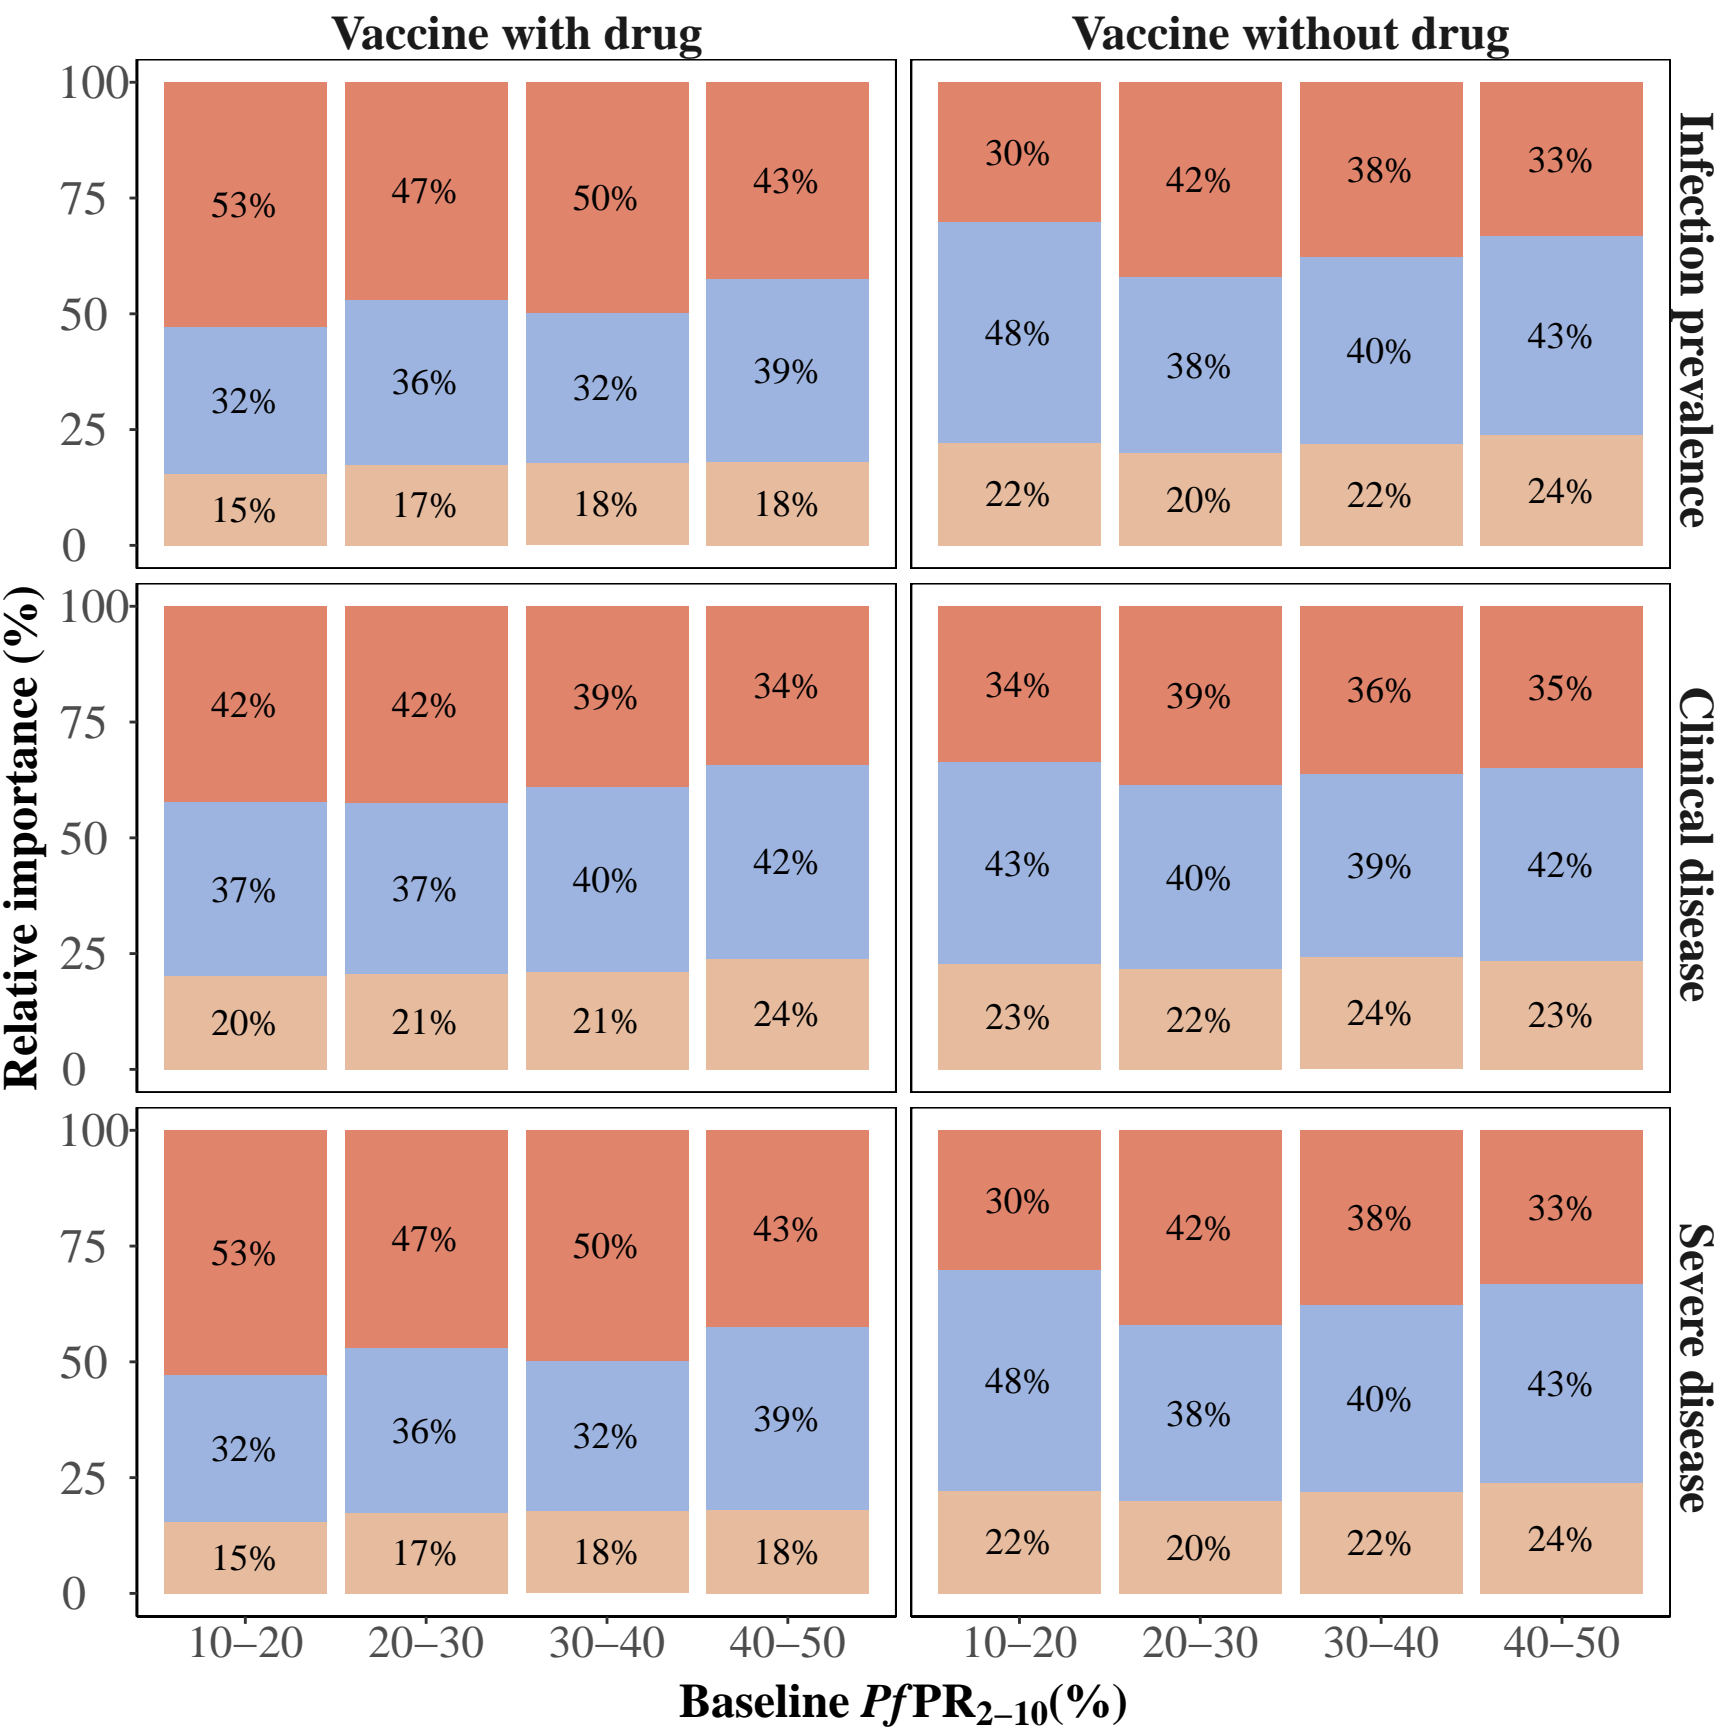 Vaccine with drug Vaccine without drug
100
75
50
25
0
53% 47% 50% 43%
32% 36% 32% 39%
15% 17% 18% 18%
30% 42% 38% 33%
48% 38% 40% 43%
22% 20% 22% 24%
Infection prevalence
Relative importance (%)
100
75
50
25
0
42% 42% 39% 34%
37% 37% 40% 42%
20% 21% 21% 24%
34% 39% 36% 35%
43% 40% 39% 42%
23% 22% 24% 23%
Clinical disease
100
75
50
25
0
53% 47% 50% 43%
32% 36% 32% 39%
15% 17% 18% 18%
30% 42% 38% 33%
48% 38% 40% 43%
22% 20% 22% 24%
Severe disease
10–20 20–30 30–40 40–50 10–20 20–30 30–40 40–50
Baseline PfPR2–10(%)